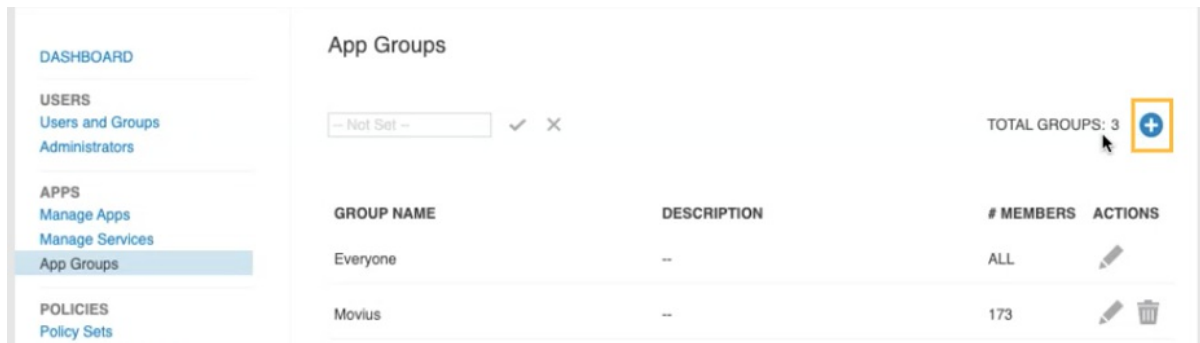 DASHBOARD
USERS
Users and Groups
Administrators
APPS
Manage Apps
Manage Services
App Groups
POLICIES
Policy Sets
App Groups
-- Not Set --
TOTAL GROUPS: 3
GROUP NAME DESCRIPTION # MEMBERS ACTIONS
Everyone -- ALL
Movius -- 173